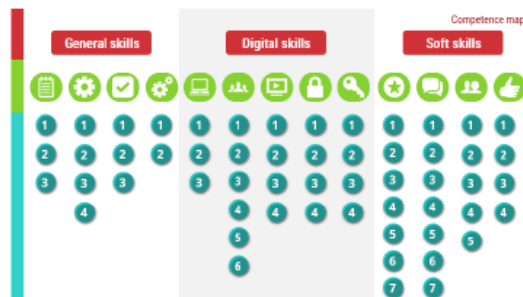 Competence map
General skills Digital skills Soft skills
1 1 1 1 1 1 1 1 1 1 1 1 1
2 2 2 2 2 2 2 2 2 2 2 2 2
3 3 3 3 3 3 3 3 3 3 3 3
4 4 4 4 4 4 4 4 4
5 5 5 5
6 6 6
7 7